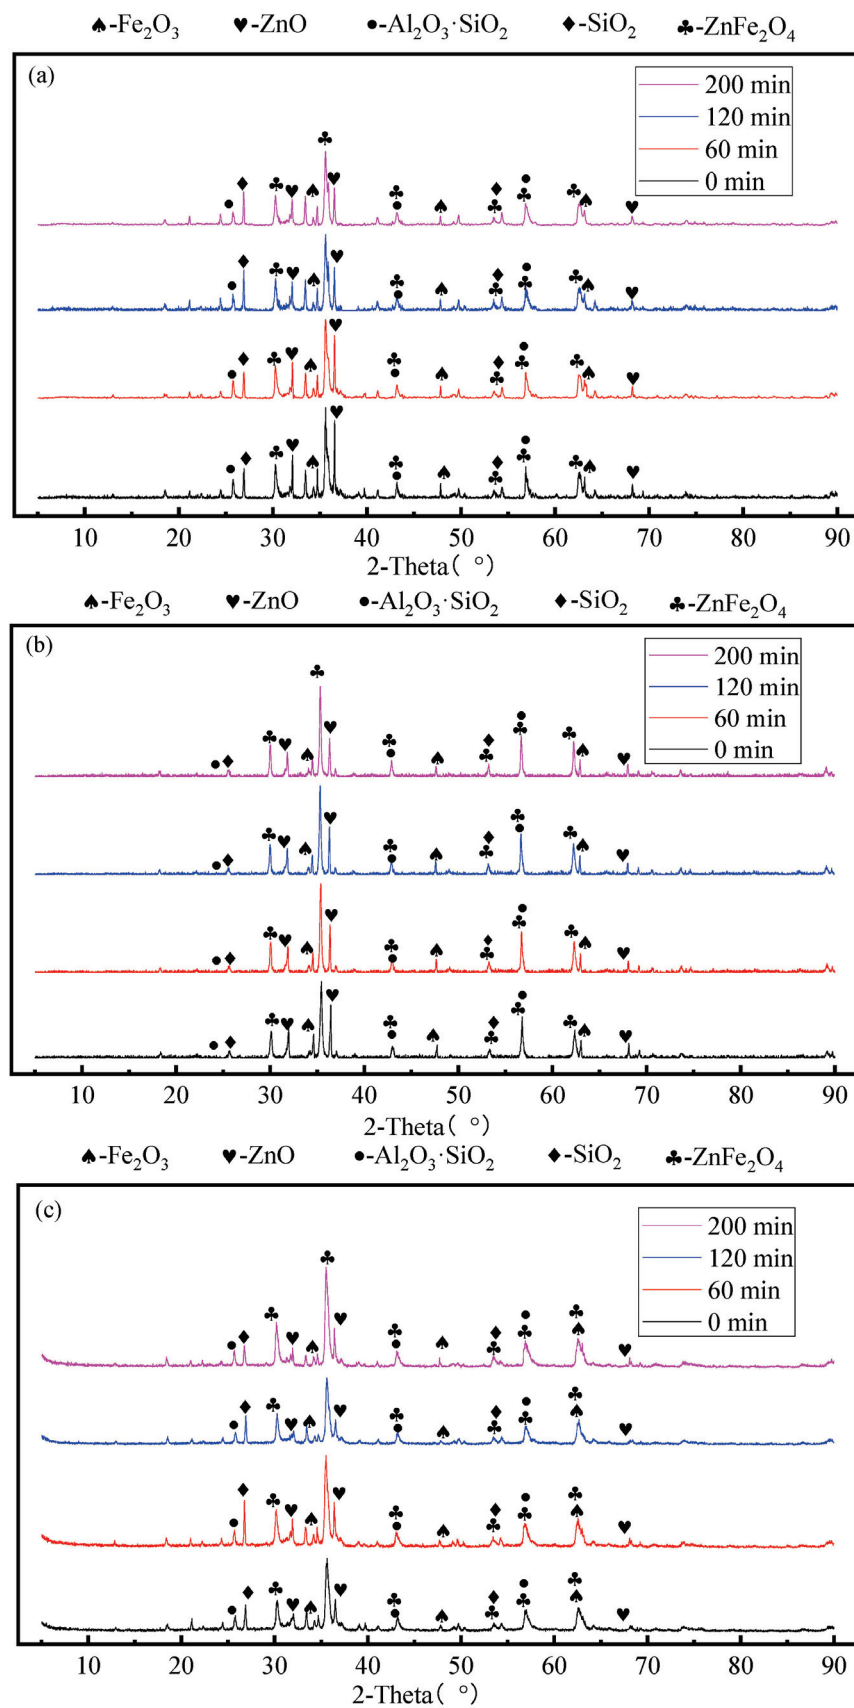 ♠-Fe₂O₃ ♥-ZnO ●-Al₂O₃·SiO₂ ♦-SiO₂ ♣-ZnFe₂O₄
(a)
200 min
120 min
60 min
0 min
10 20 30 40 50 60 70 80 90
2-Theta( °)
♠-Fe₂O₃ ♥-ZnO ●-Al₂O₃·SiO₂ ♦-SiO₂ ♣-ZnFe₂O₄
(b)
200 min
120 min
60 min
0 min
10 20 30 40 50 60 70 80 90
2-Theta( °)
♠-Fe₂O₃ ♥-ZnO ●-Al₂O₃·SiO₂ ♦-SiO₂ ♣-ZnFe₂O₄
(c)
200 min
120 min
60 min
0 min
10 20 30 40 50 60 70 80 90
2-Theta( °)